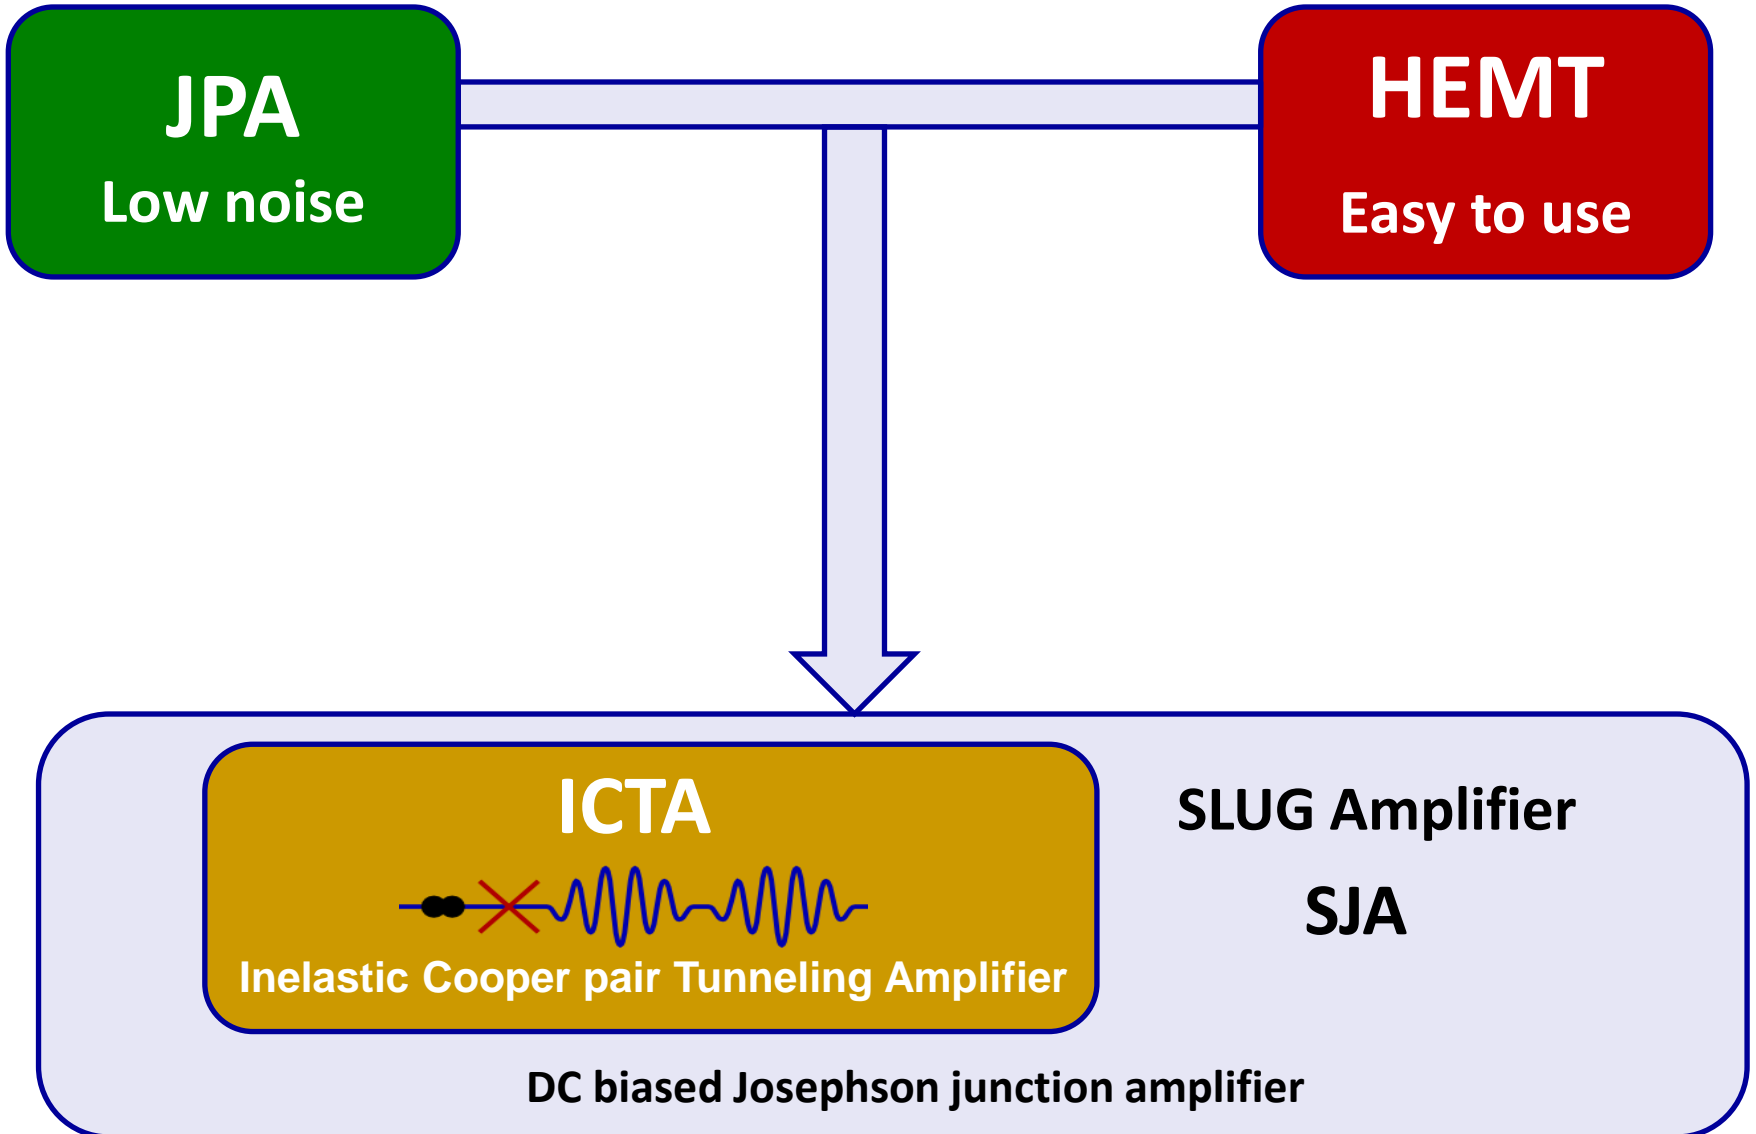 JPA
Low noise
HEMT
Easy to use
ICTA
Inelastic Cooper pair Tunneling Amplifier
SLUG Amplifier
SJA
DC biased Josephson junction amplifier